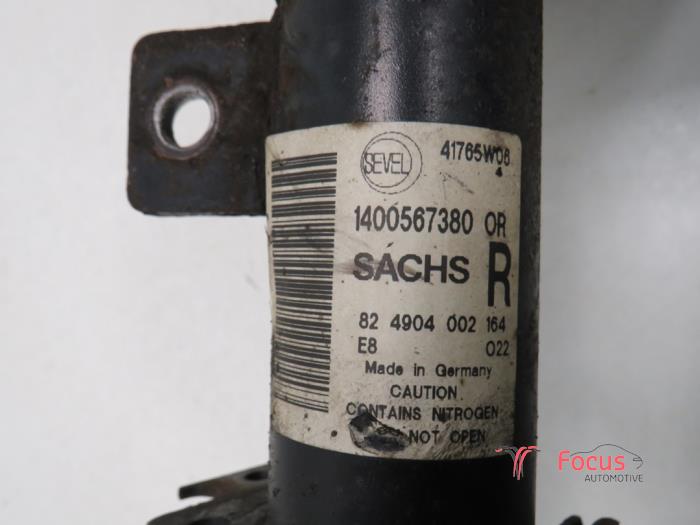 SEVEL 41765W06
4
1400567380 OR
SACHS R
82 4904 002 164
E8 022
Made in Germany
CAUTION
CONTAINS NITROGEN
NOT OPEN
Focus
AUTOMOTIVE